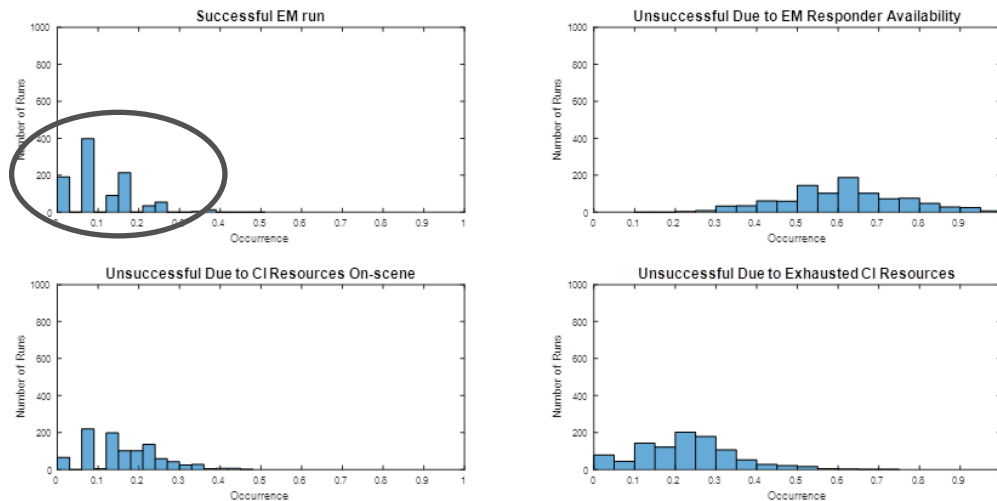 Successful EM run
Number of Runs
1000
800
600
400
200
0
0 0.1 0.2 0.3 0.4 0.5 0.6 0.7 0.8 0.9 1
Occurrence
Unsuccessful Due to EM Responder Availability
Number of Runs
1000
800
600
400
200
0
0 0.1 0.2 0.3 0.4 0.5 0.6 0.7 0.8 0.9
Occurrence
Unsuccessful Due to CI Resources On-scene
Number of Runs
1000
800
600
400
200
0
0 0.1 0.2 0.3 0.4 0.5 0.6 0.7 0.8 0.9 1
Occurrence
Unsuccessful Due to Exhausted CI Resources
Number of Runs
1000
800
600
400
200
0
0 0.1 0.2 0.3 0.4 0.5 0.6 0.7 0.8 0.9
Occurrence